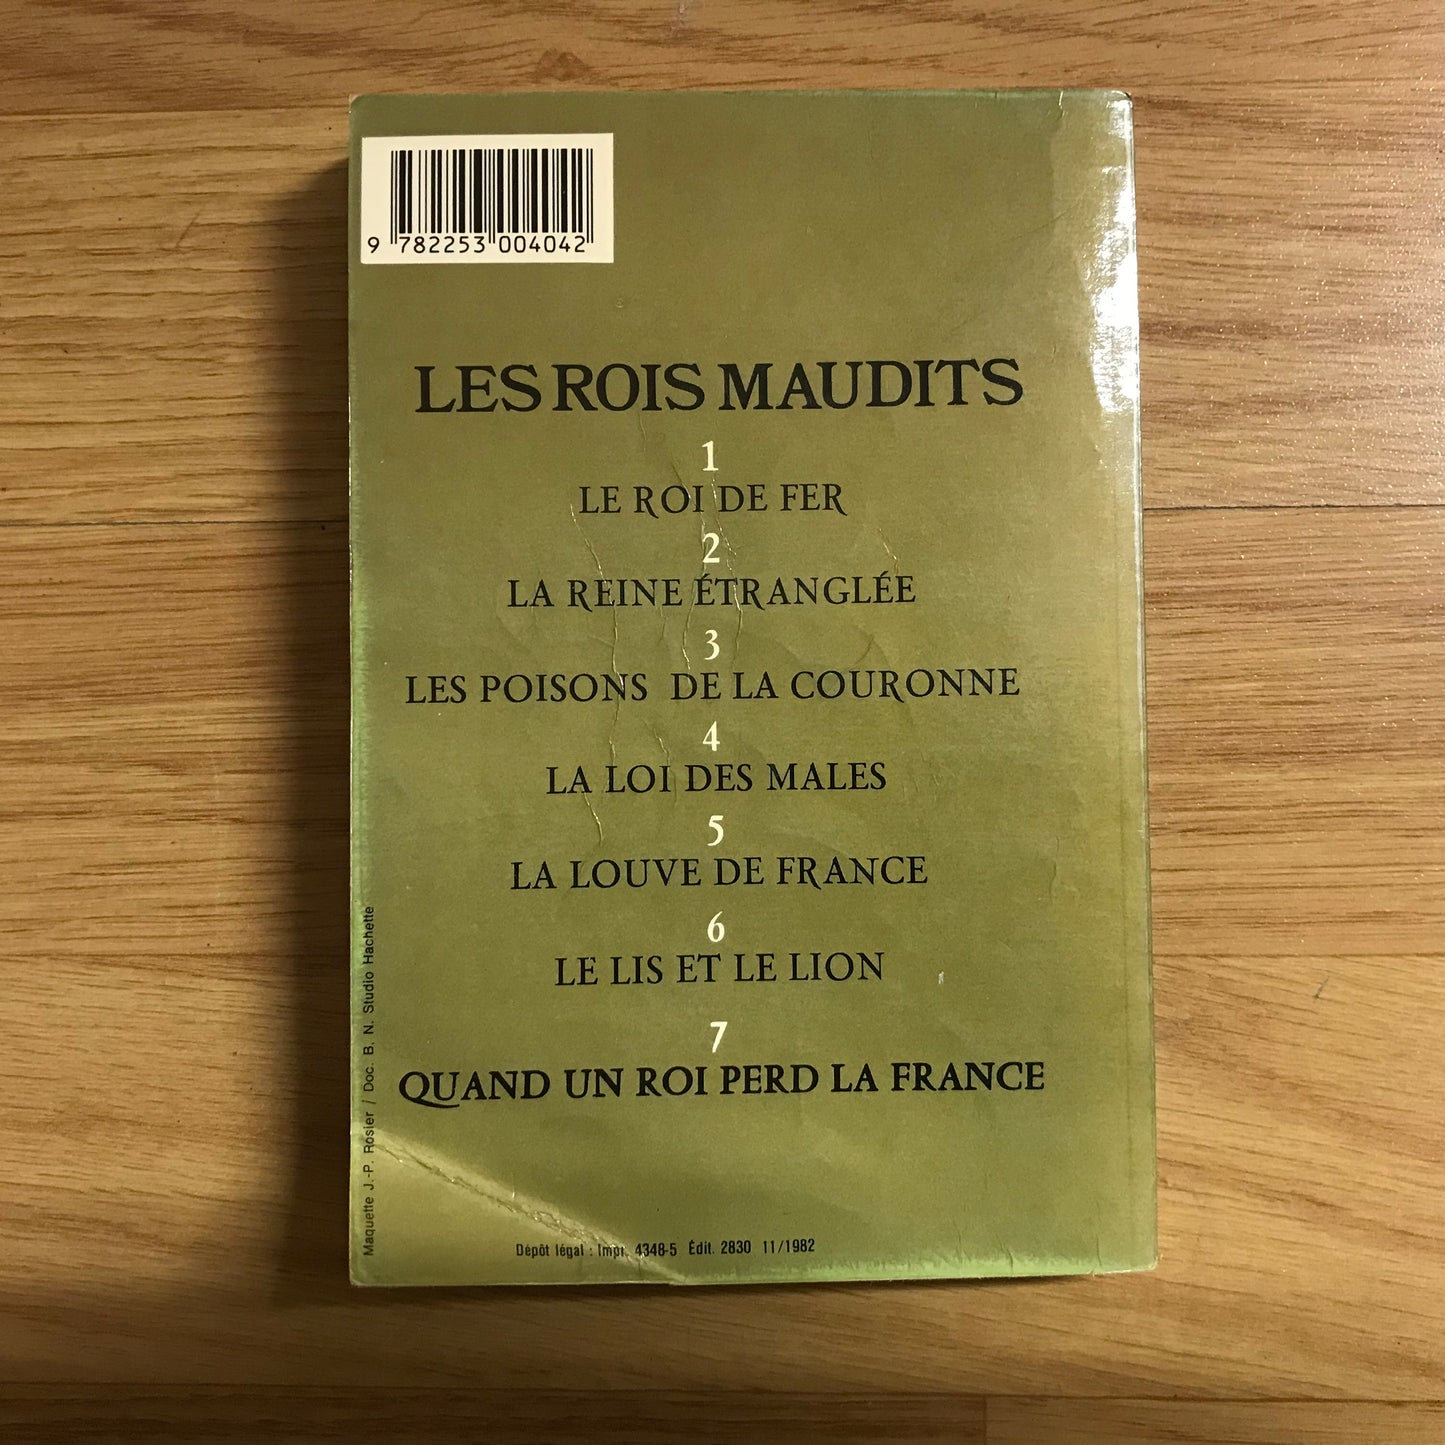 9 782253 004042
LES ROIS MAUDITS
1
LE ROI DE FER
2
LA REINE ÉTRANGLÉE
3
LES POISONS DE LA COURONNE
4
LA LOI DES MALES
5
LA LOUVE DE FRANCE
6
LE LIS ET LE LION
7
QUAND UN ROI PERD LA FRANCE
Maquette J.-P. Rosier / Doc. B. N. Studio Hachette
Dépôt légal : Impr. 4348-5 Édit. 2830 11/1982